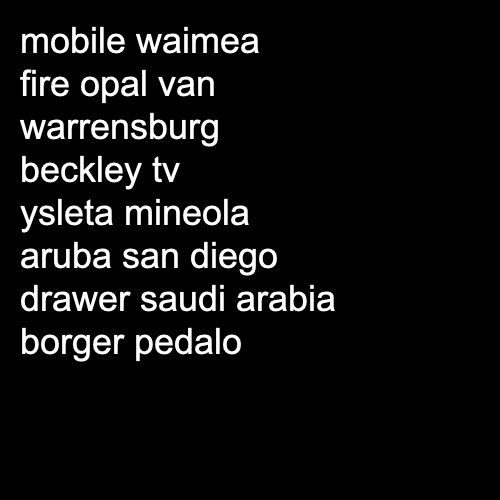 mobile waimea
fire opal van
warrensburg
beckley tv
ysleta mineola
aruba san diego
drawer saudi arabia
borger pedalo